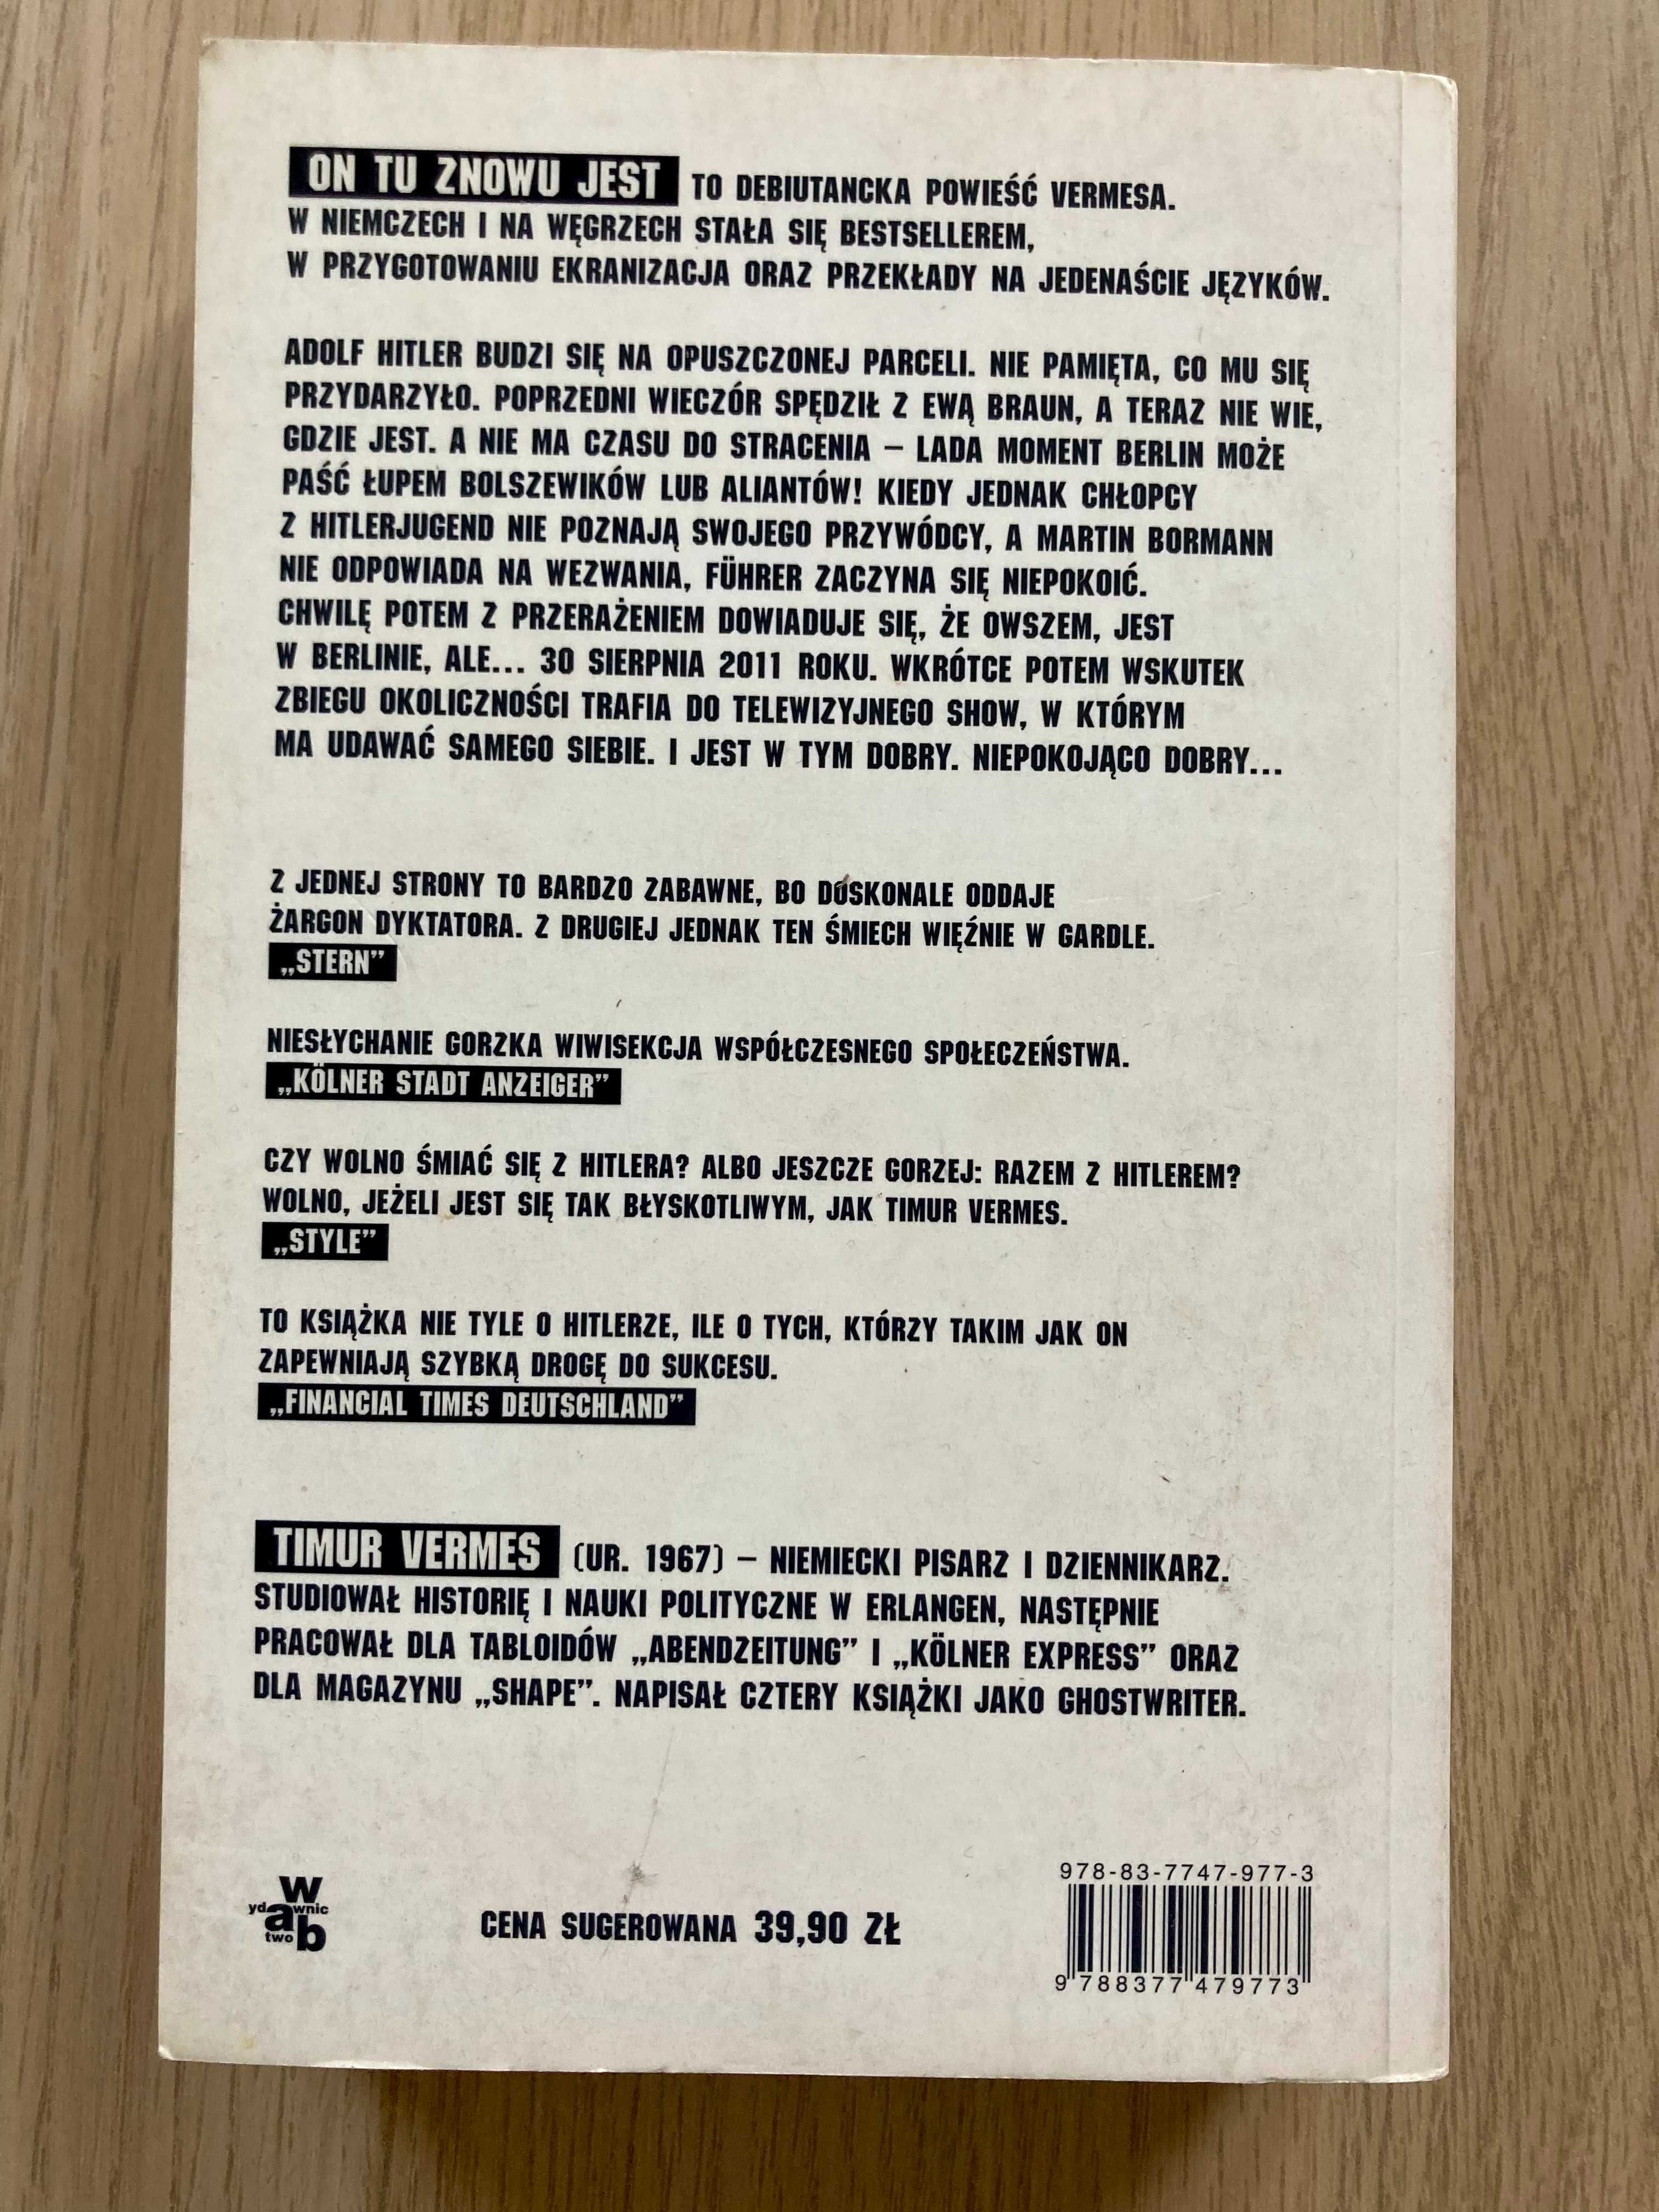 ON TU ZNOWU JEST TO DEBIUTANCKA POWIEŚĆ VERMESA.
W NIEMCZECH I NA WĘGRZECH STAŁA SIĘ BESTSELLEREM,
W PRZYGOTOWANIU EKRANIZACJA ORAZ PRZEKŁADY NA JEDENAŚCIE JĘZYKÓW.
ADOLF HITLER BUDZI SIĘ NA OPUSZCZONEJ PARCELI. NIE PAMIĘTA, CO MU SIĘ
PRZYDARZYŁO. POPRZEDNI WIECZÓR SPĘDZIŁ Z EWĄ BRAUN, A TERAZ NIE WIE,
GDZIE JEST. A NIE MA CZASU DO STRACENIA – LADA MOMENT BERLIN MOŻE
PAŚĆ ŁUPEM BOLSZEWIKÓW LUB ALIANTÓW! KIEDY JEDNAK CHŁOPCY
Z HITLERJUGEND NIE POZNAJĄ SWOJEGO PRZYWÓDCY, A MARTIN BORMANN
NIE ODPOWIADA NA WEZWANIA, FÜHRER ZACZYNA SIĘ NIEPOKOIĆ.
CHWILĘ POTEM Z PRZERAŻENIEM DOWIADUJE SIĘ, ŻE OWSZEM, JEST
W BERLINIE, ALE... 30 SIERPNIA 2011 ROKU. WKRÓTCE POTEM WSKUTEK
ZBIEGU OKOLICZNOŚCI TRAFIA DO TELEWIZYJNEGO SHOW, W KTÓRYM
MA UDAWAĆ SAMEGO SIEBIE. I JEST W TYM DOBRY. NIEPOKOJĄCO DOBRY...
Z JEDNEJ STRONY TO BARDZO ZABAWNE, BO DOSKONALE ODDAJE
ŻARGON DYKTATORA. Z DRUGIEJ JEDNAK TEN ŚMIECH WIĘŹNIE W GARDLE.
„STERN”
NIESŁYCHANIE GORZKA WIWISEKCJA WSPÓŁCZESNEGO SPOŁECZEŃSTWA.
„KÖLNER STADT ANZEIGER”
CZY WOLNO ŚMIAĆ SIĘ Z HITLERA? ALBO JESZCZE GORZEJ: RAZEM Z HITLEREM?
WOLNO, JEŻELI JEST SIĘ TAK BŁYSKOTLIWYM, JAK TIMUR VERMES.
„STYLE”
TO KSIĄŻKA NIE TYLE O HITLERZE, ILE O TYCH, KTÓRZY TAKIM JAK ON
ZAPEWNIAJĄ SZYBKĄ DROGĘ DO SUKCESU.
„FINANCIAL TIMES DEUTSCHLAND”
TIMUR VERMES (UR. 1967) – NIEMIECKI PISARZ I DZIENNIKARZ.
STUDIOWAŁ HISTORIĘ I NAUKI POLITYCZNE W ERLANGEN, NASTĘPNIE
PRACOWAŁ DLA TABLOIDÓW „ABENDZEITUNG” I „KÖLNER EXPRESS” ORAZ
DLA MAGAZYNU „SHAPE”. NAPISAŁ CZTERY KSIĄŻKI JAKO GHOSTWRITER.
w
yd a wnic
two b
CENA SUGEROWANA 39,90 ZŁ
978-83-7747-977-3
9 788377 479773